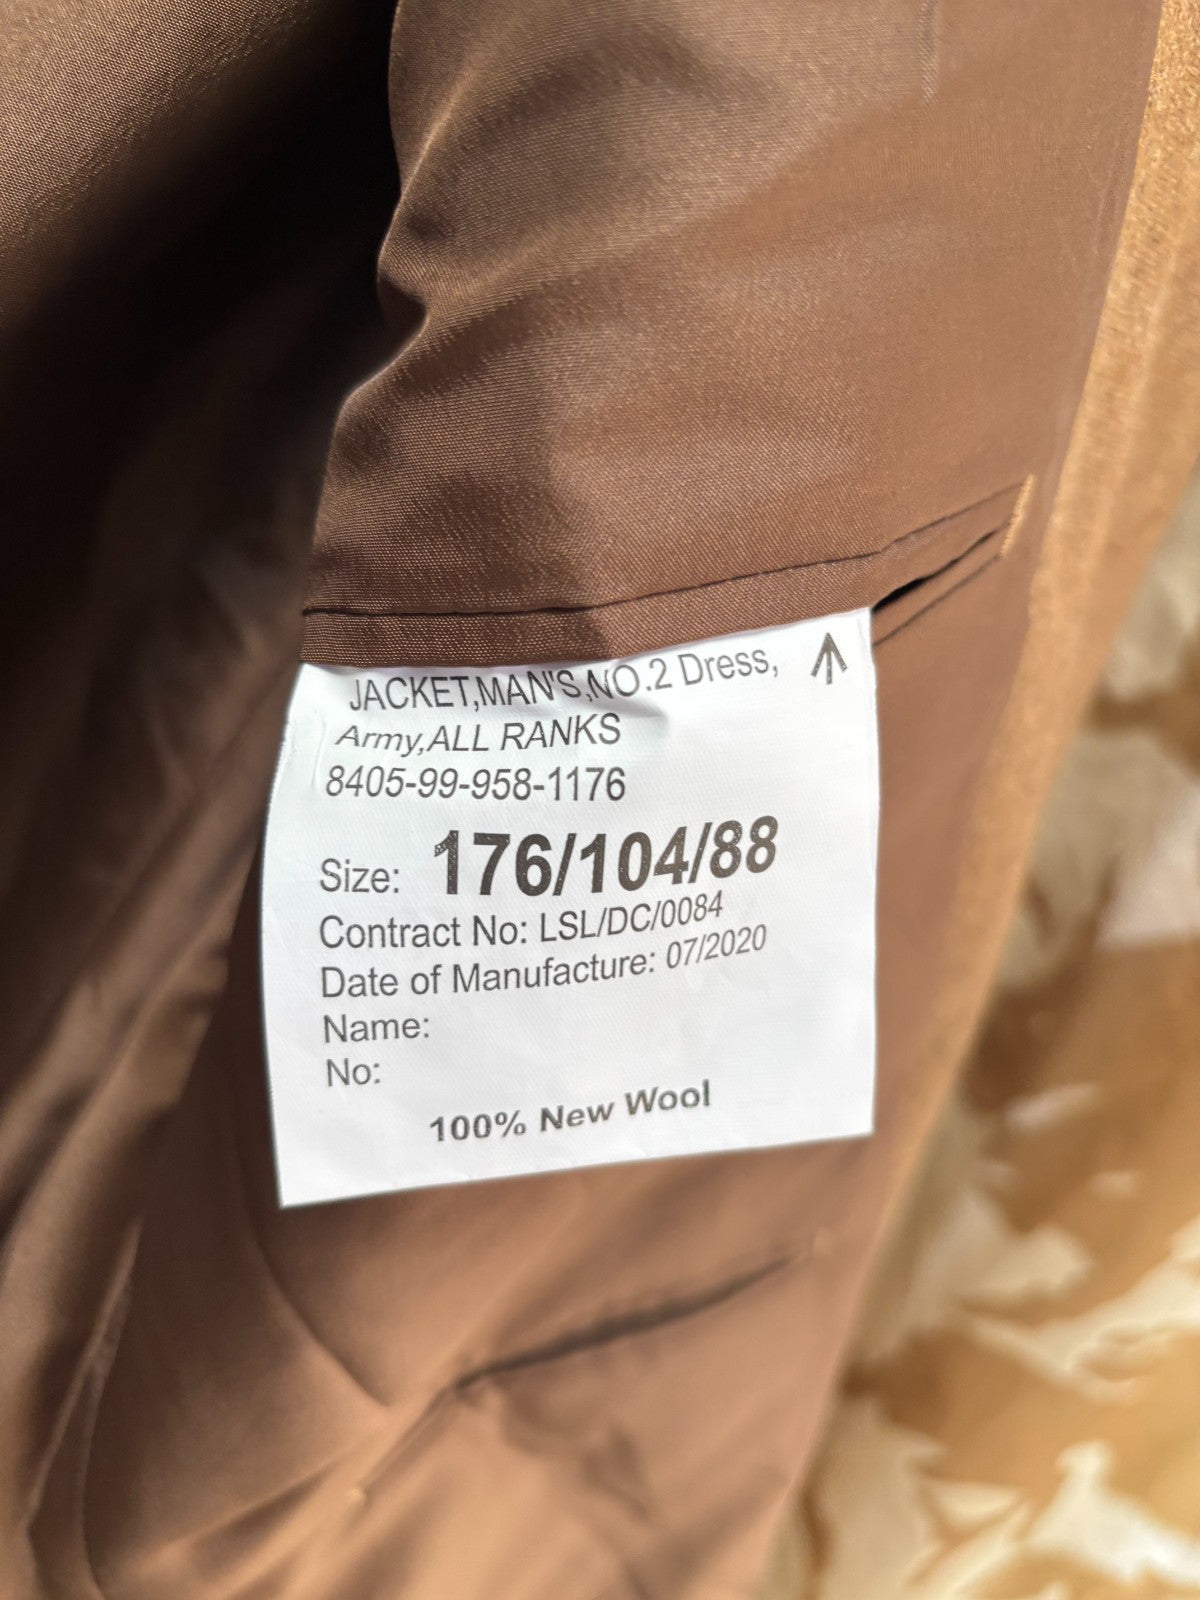 JACKET,MAN'S,NO.2 Dress,
Army,ALL RANKS
8405-99-958-1176
Size: 176/104/88
Contract No: LSL/DC/0084
Date of Manufacture: 07/2020
Name:
No:
100% New Wool